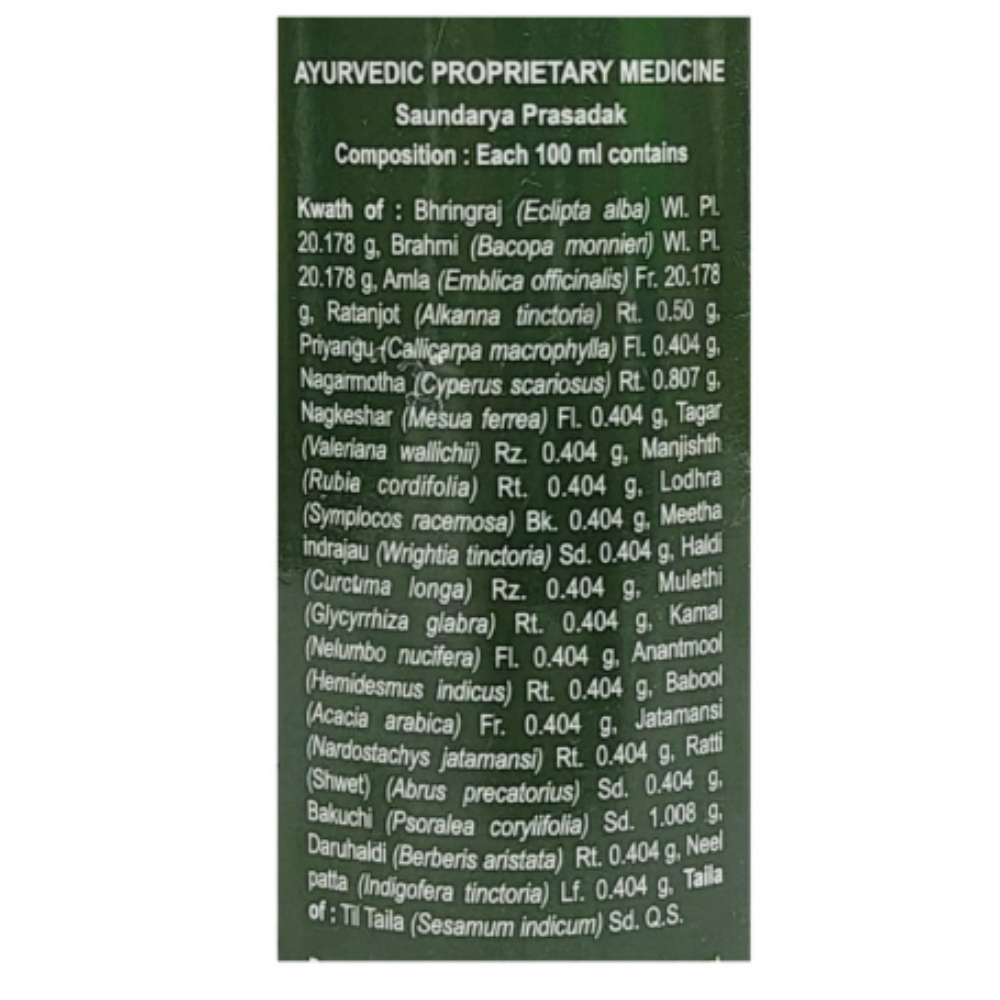 AYURVEDIC PROPRIETARY MEDICINE
Saundarya Prasadak
Composition : Each 100 ml contains
Kwath of : Bhringraj (Eclipta alba) Wl. Pl.
20.178 g, Brahmi (Bacopa monnieri) Wl. Pl.
20.178 g, Amla (Emblica officinalis) Fr. 20.178
g, Ratanjot (Alkanna tinctoria) Rt. 0.50 g,
Priyangu (Callicarpa macrophylla) Fl. 0.404 g,
Nagarmotha (Cyperus scariosus) Rt. 0.807 g,
Nagkeshar (Mesua ferrea) Fl. 0.404 g, Tagar
(Valeriana wallichii) Rz. 0.404 g, Manjishth
(Rubia cordifolia) Rt. 0.404 g, Lodhra
(Symplocos racemosa) Bk. 0.404 g, Meetha
indrajau (Wrightia tinctoria) Sd. 0.404 g, Haldi
(Curcuma longa) Rz. 0.404 g, Mulethi
(Glycyrrhiza glabra) Rt. 0.404 g, Kamal
(Nelumbo nucifera) Fl. 0.404 g, Anantmool
(Hemidesmus indicus) Rt. 0.404 g, Babool
(Acacia arabica) Fr. 0.404 g, Jatamansi
(Nardostachys jatamansi) Rt. 0.404 g, Ratti
(Shwet) (Abrus precatorius) Sd. 0.404 g,
Bakuchi (Psoralea corylifolia) Sd. 1.008 g,
Daruhaldi (Berberis aristata) Rt. 0.404 g, Neel
patta (Indigofera tinctoria) Lf. 0.404 g, Taila
of : Til Taila (Sesamum indicum) Sd. Q.S.